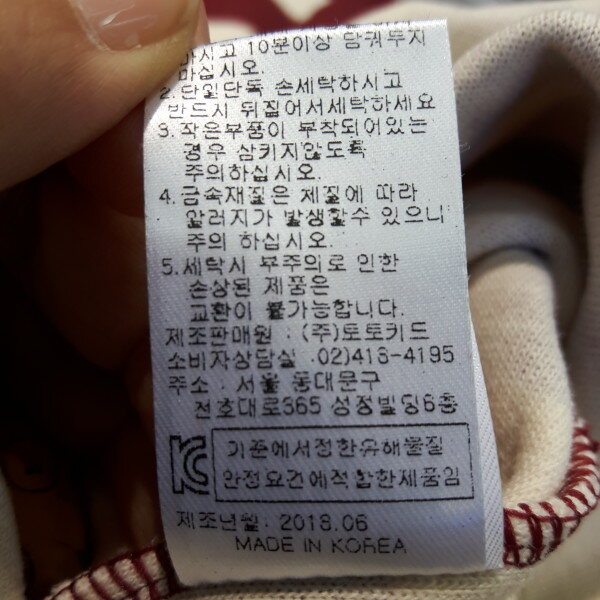 마시고 10분이상 담궈두지
마십시오.
2. 단일단독 손세탁하시고
반드시 뒤집어서세탁하세요
3. 작은부품이 부착되어있는
경우 삼키지않도록
주의하십시오.
4. 금속재질은 체질에 따라
알러지가 발생할수 있으니
주의 하십시오.
5. 세탁시 부주의로 인한
손상된 제품은
교환이 불가능합니다.
제조판매원 : (주)토토키드
소비자상담실 .02)418-4195
주소 : 서울 동대문구
천호대로365 성정빌딩6층
기준에서정한유해물질
안정요건에적합한제품임
제조년월: 2018.06
MADE IN KOREA